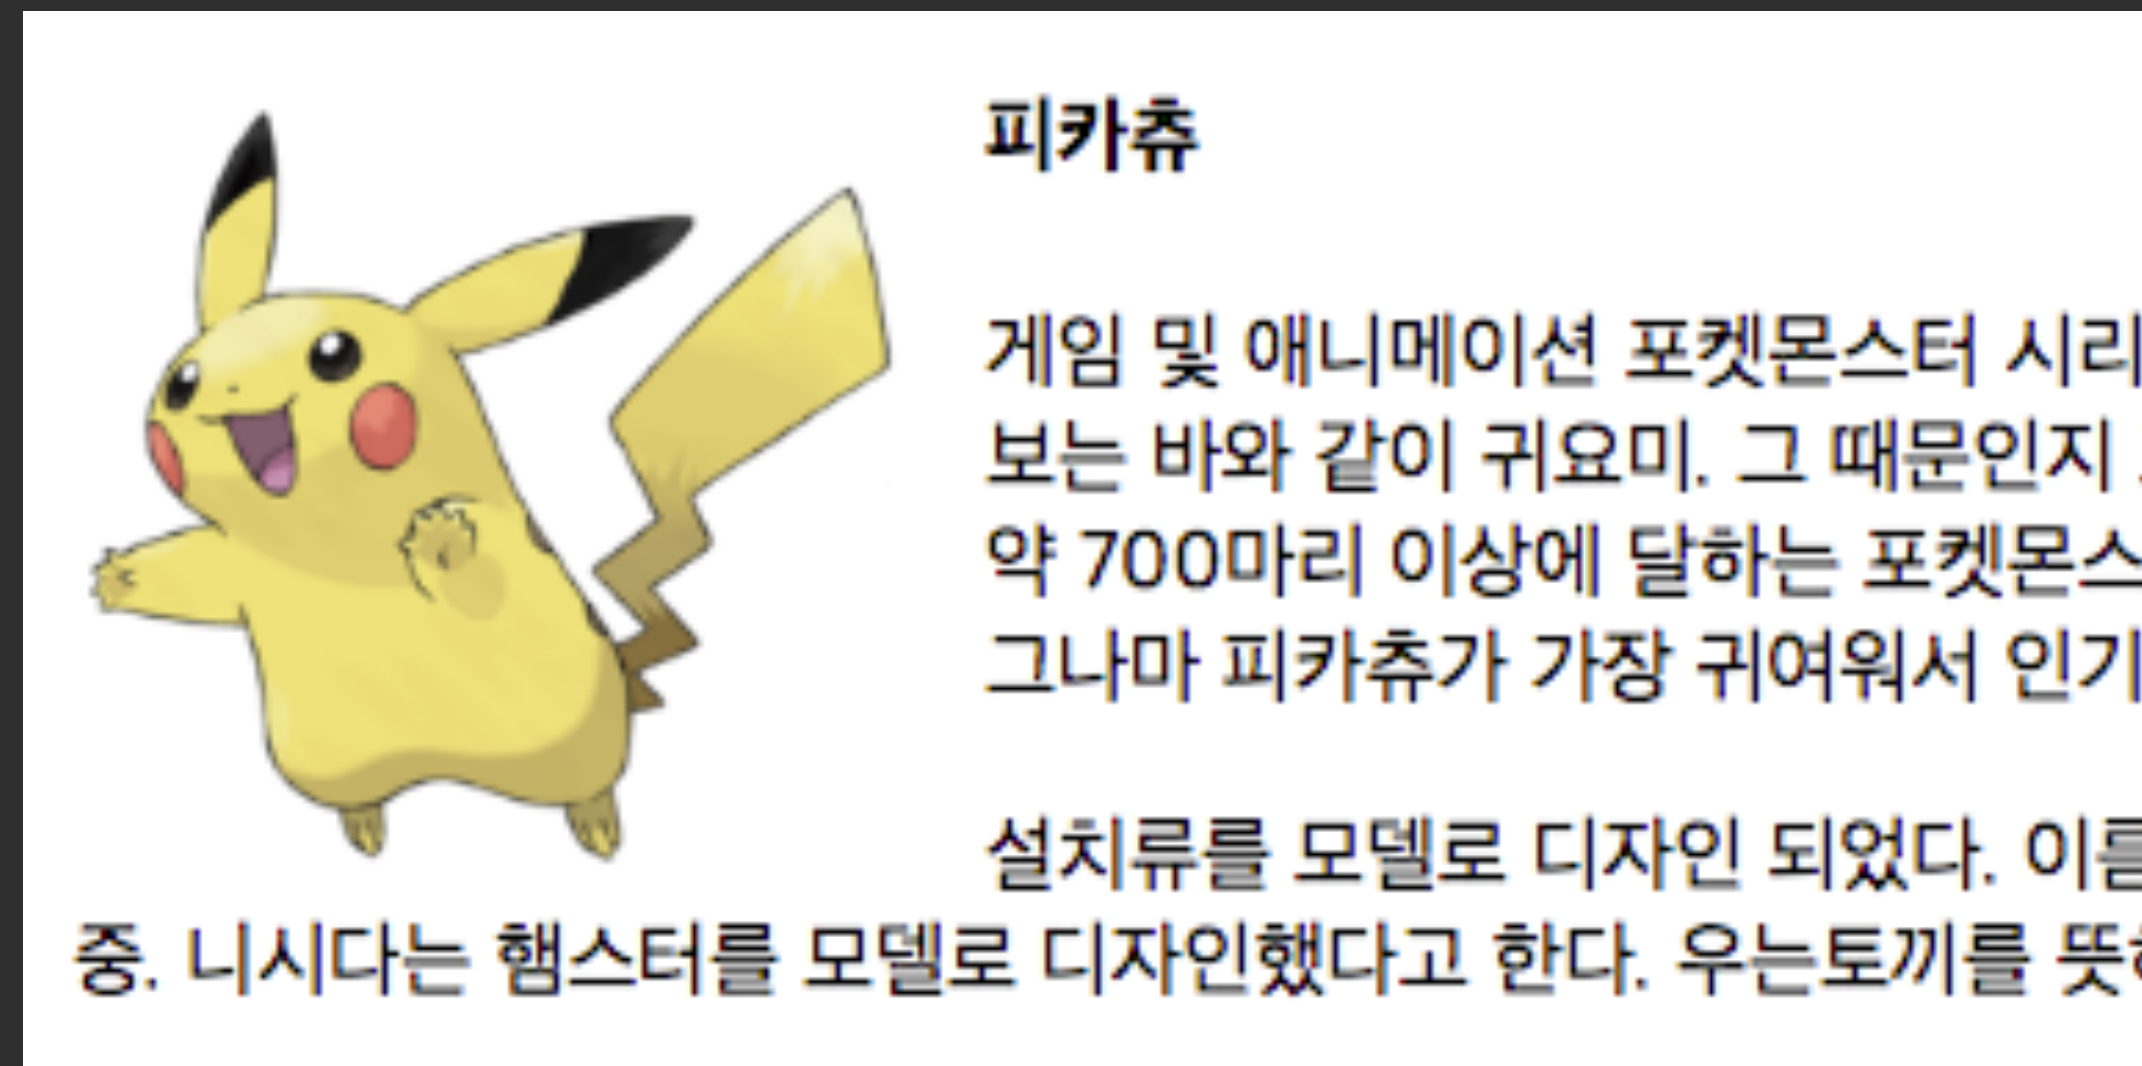 피카츄
게임 및 애니메이션 포켓몬스터 시리
보는 바와 같이 귀요미. 그 때문인지
약 700마리 이상에 달하는 포켓몬스
그나마 피카츄가 가장 귀여워서 인기
설치류를 모델로 디자인 되었다. 이름
중. 니시다는 햄스터를 모델로 디자인했다고 한다. 우는토끼를 뜻하